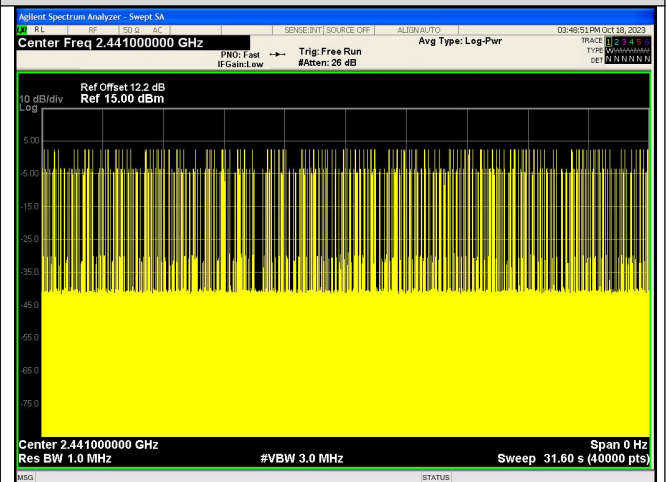 Agilent Spectrum Analyzer - Swept SA
RL RF 50 Ω AC SENSE:INT SOURCE OFF ALIGN AUTO 03:48:51PM Oct 18, 2023
Center Freq 2.441000000 GHz
PNO: Fast
IFGain:Low
Trig: Free Run
#Atten: 26 dB
Avg Type: Log-Pwr
TRACE 1 2 3 4 5 6
TYPE
DET N N N N N N
Ref Offset 12.2 dB
10 dB/div Ref 15.00 dBm
Log
5.00
-5.00
-15.0
-25.0
-35.0
-45.0
-55.0
-65.0
-75.0
Center 2.441000000 GHz Span 0 Hz
Res BW 1.0 MHz #VBW 3.0 MHz Sweep 31.60 s (40000 pts)
MSG STATUS